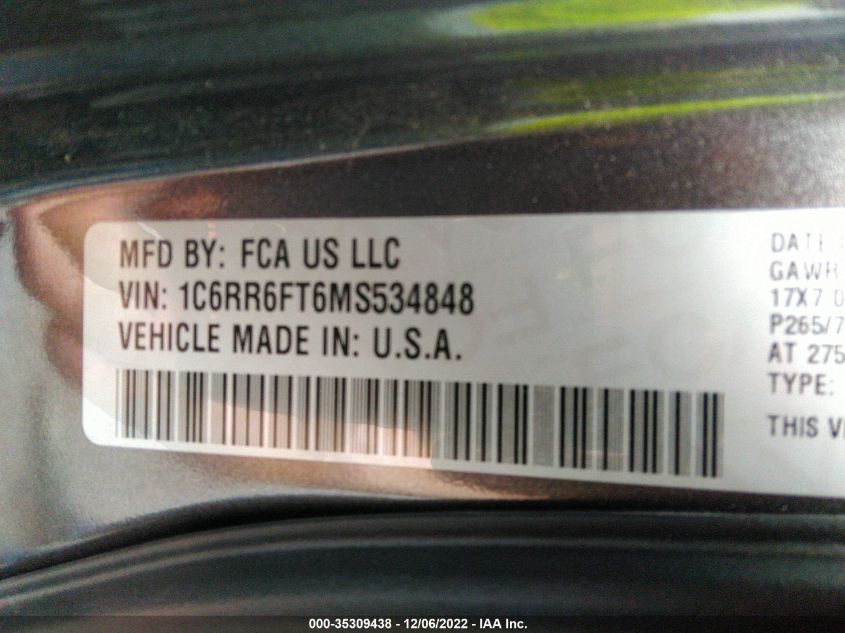 MFD BY: FCA US LLC
VIN: 1C6RR6FT6MS534848
VEHICLE MADE IN: U.S.A.
DATE
GAWR
17X7.0
P265/7
AT 275
TYPE:
THIS
000-35309438 - 12/06/2022 - IAA Inc.